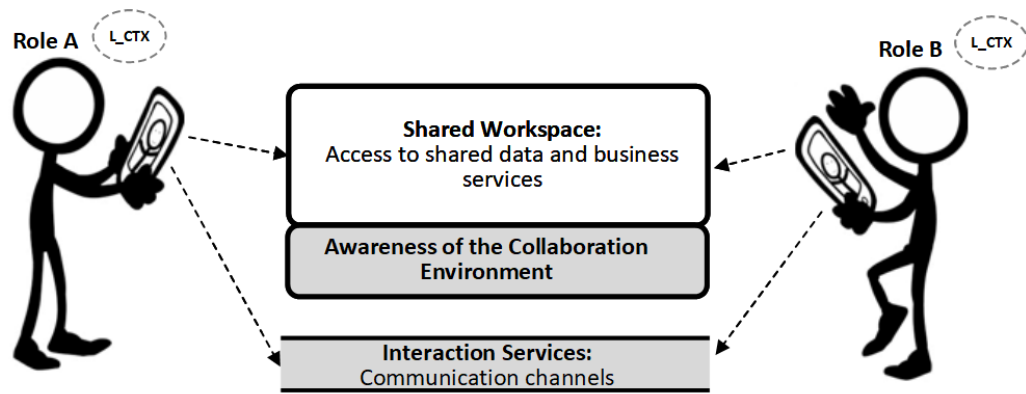 Role A
L_CTX
Role B
L_CTX
Shared Workspace:
Access to shared data and business
services
Awareness of the Collaboration
Environment
Interaction Services:
Communication channels